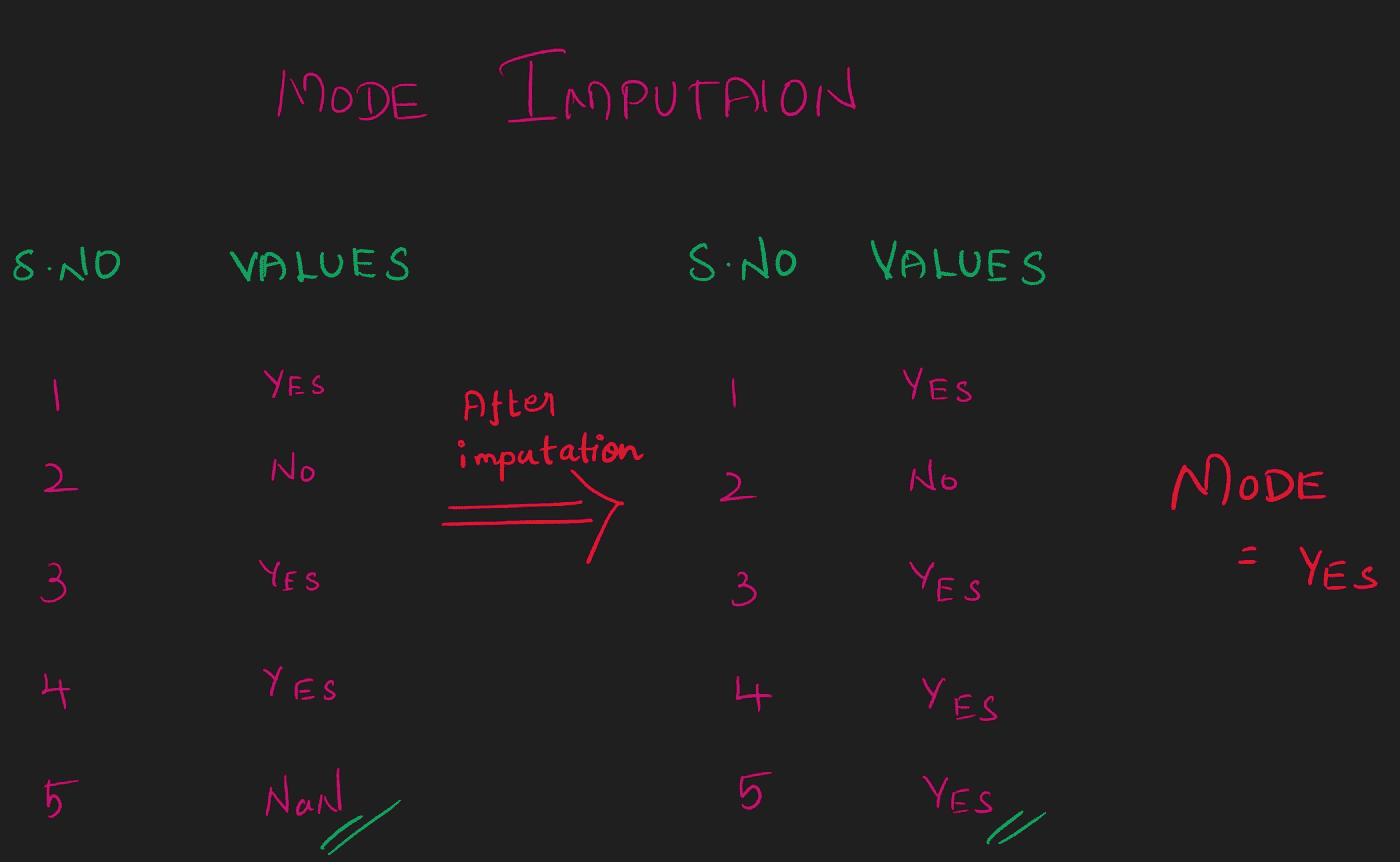 MODE IMPUTAION
S.NO VALUES S.NO VALUES
1 YES 1 YES
After
imputation
2 NO 2 NO
MODE
= YES
3 YES 3 YES
4 YES 4 YES
5 NaN 5 YES